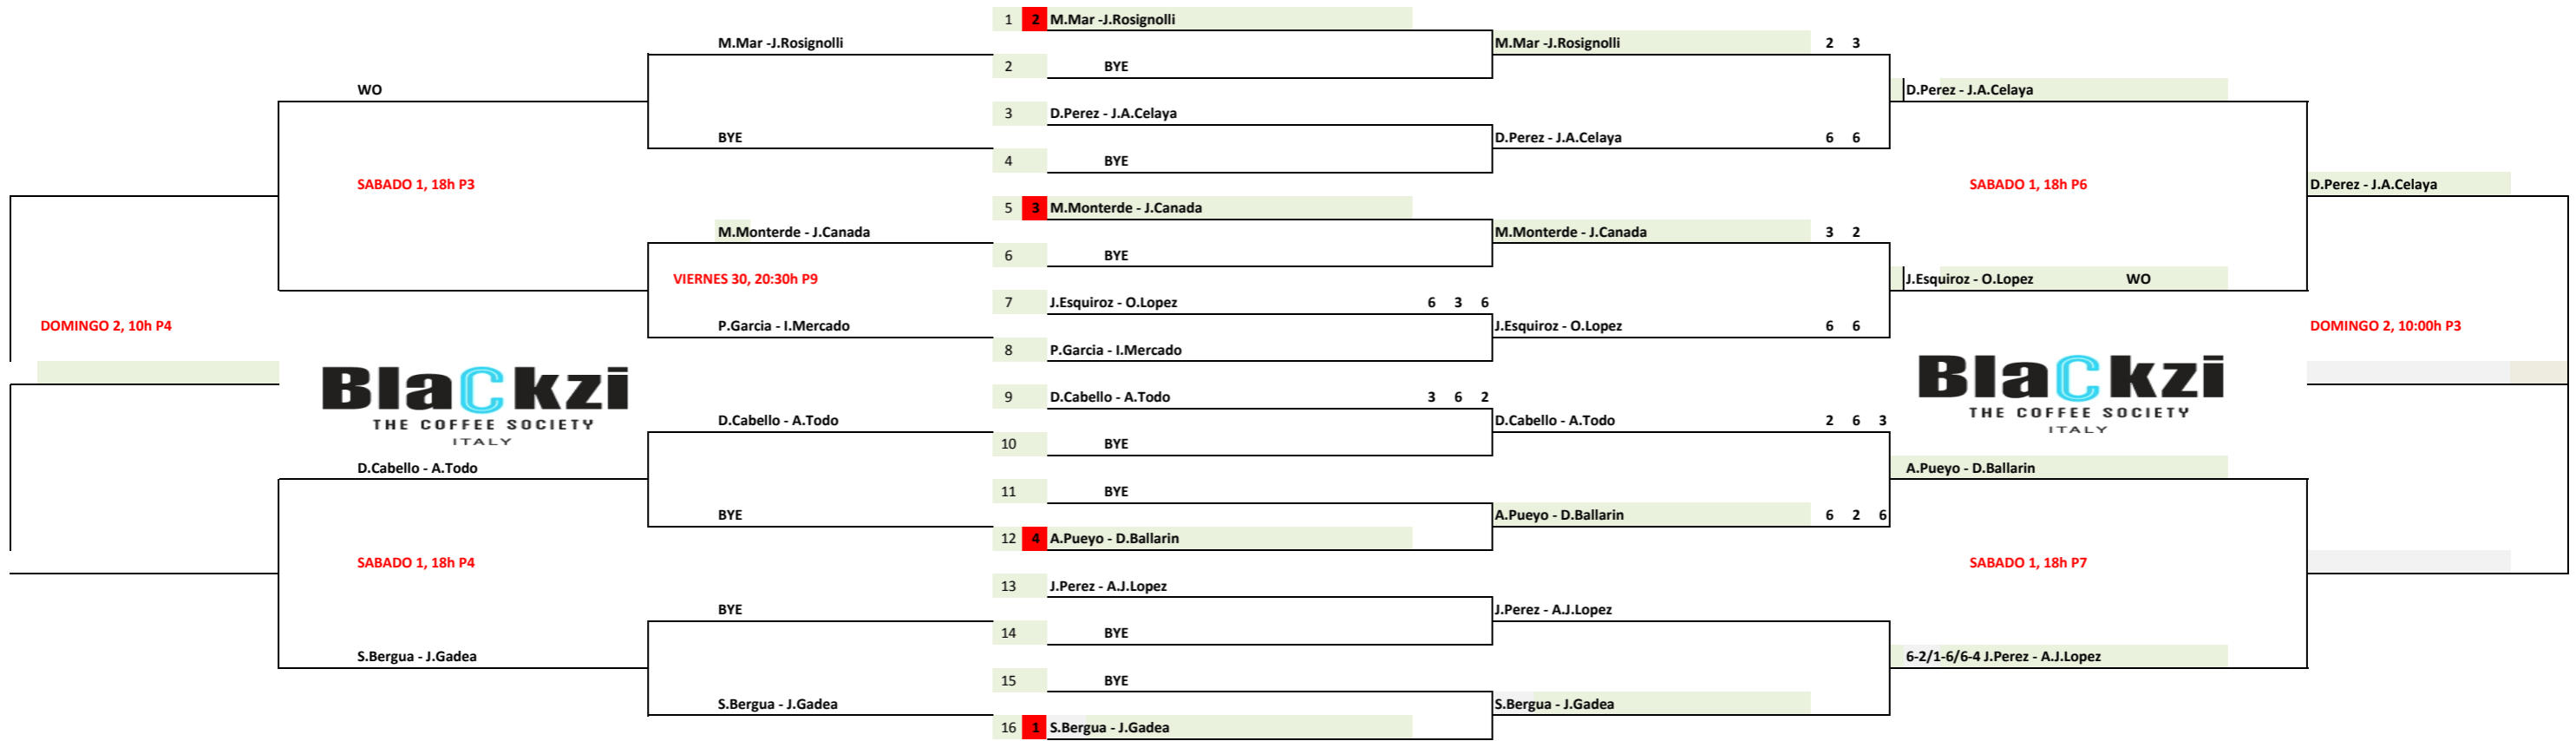 1 2 M.Mar -J.Rosignolli
M.Mar -J.Rosignolli M.Mar -J.Rosignolli 2 3
2 BYE
WO D.Perez - J.A.Celaya
3 D.Perez - J.A.Celaya
BYE D.Perez - J.A.Celaya 6 6
4 BYE
SABADO 1, 18h P3 SABADO 1, 18h P6 D.Perez - J.A.Celaya
5 3 M.Monterde - J.Canada
M.Monterde - J.Canada M.Monterde - J.Canada 3 2
6 BYE
VIERNES 30, 20:30h P9 J.Esquiroz - O.Lopez WO
7 J.Esquiroz - O.Lopez 6 3 6
DOMINGO 2, 10h P4 P.Garcia - I.Mercado J.Esquiroz - O.Lopez 6 6 DOMINGO 2, 10:00h P3
8 P.Garcia - I.Mercado
BlaCkzi BlaCkzi
9 D.Cabello - A.Todo 3 6 2
THE COFFEE SOCIETY THE COFFEE SOCIETY
D.Cabello - A.Todo D.Cabello - A.Todo 2 6 3
ITALY ITALY
10 BYE
D.Cabello - A.Todo A.Pueyo - D.Ballarin
11 BYE
BYE A.Pueyo - D.Ballarin 6 2 6
12 4 A.Pueyo - D.Ballarin
SABADO 1, 18h P4 SABADO 1, 18h P7
13 J.Perez - A.J.Lopez
BYE J.Perez - A.J.Lopez
14 BYE
S.Bergua - J.Gadea 6-2/1-6/6-4 J.Perez - A.J.Lopez
15 BYE
S.Bergua - J.Gadea S.Bergua - J.Gadea
16 1 S.Bergua - J.Gadea